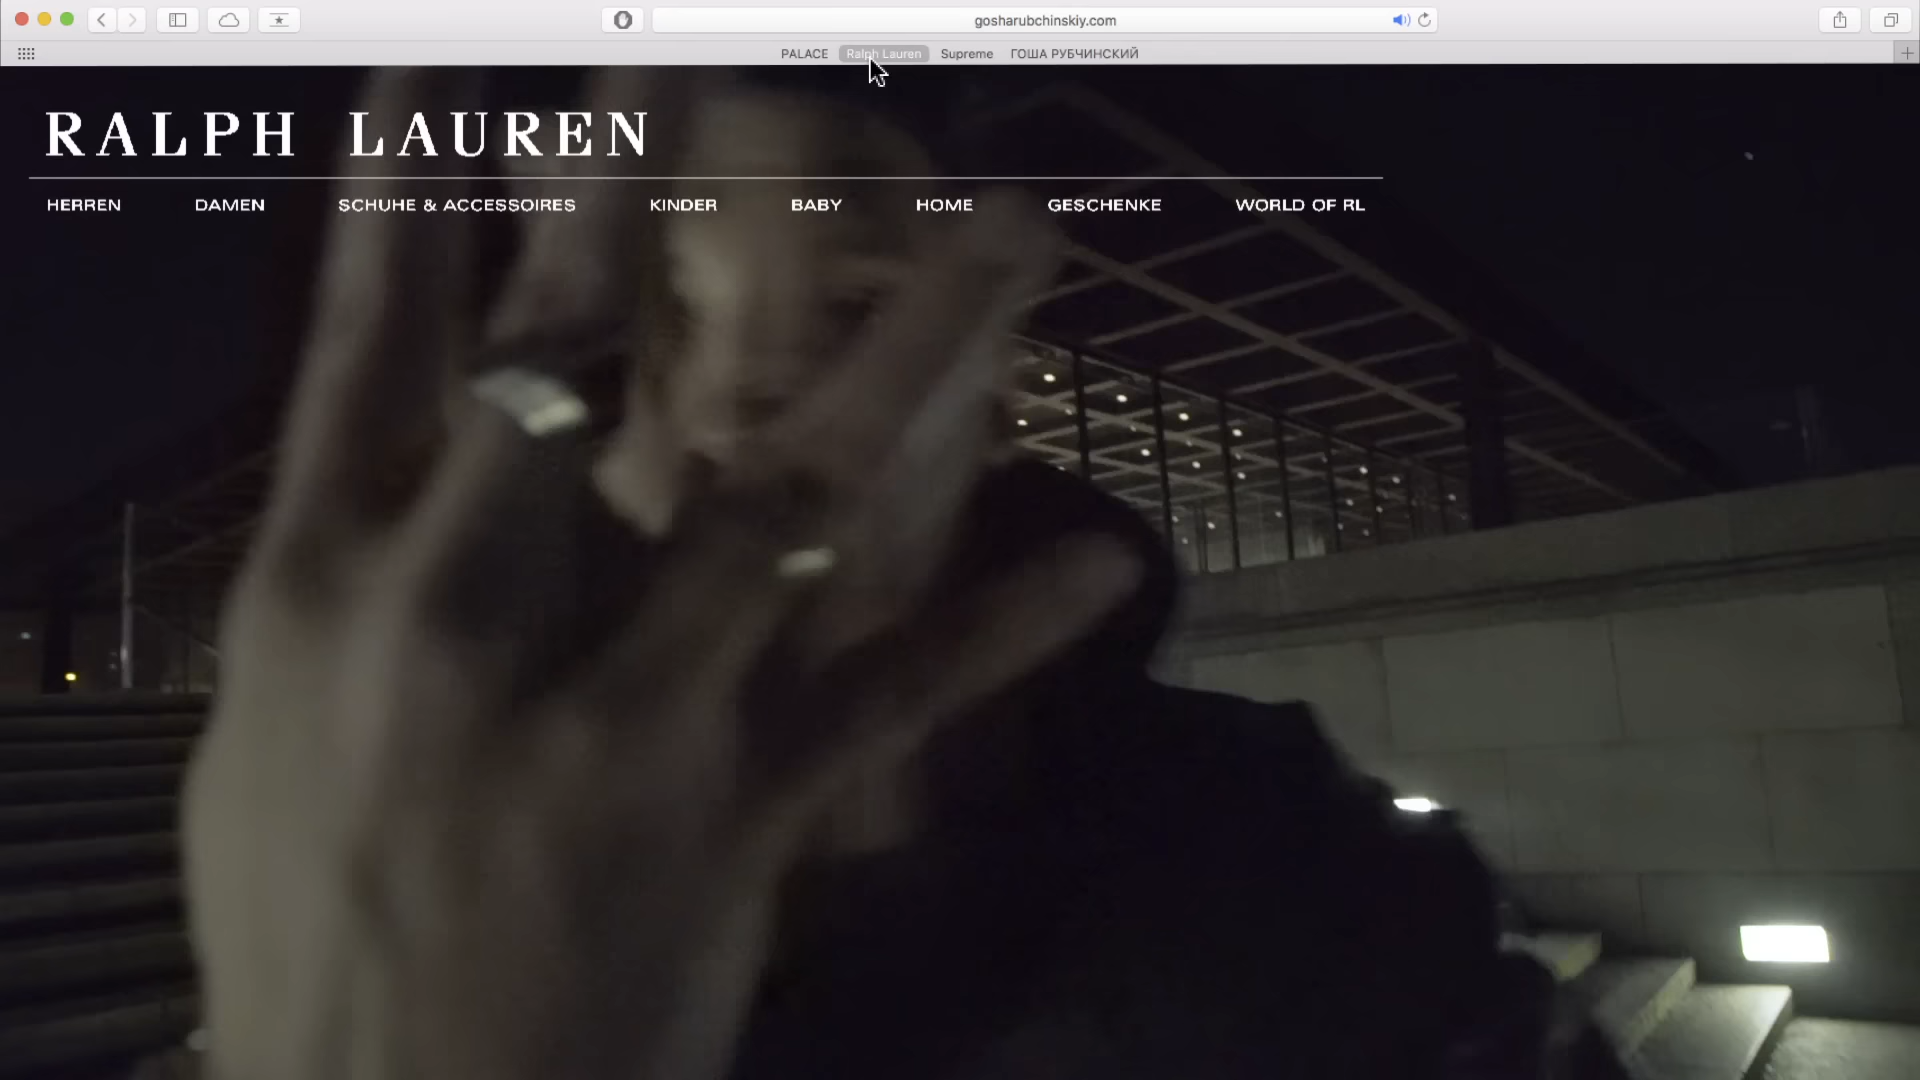 gosharubchinskiy.com
PALACE Ralph Lauren Supreme ГОША РУБЧИНСКИЙ
RALPH LAUREN
HERREN DAMEN SCHUHE & ACCESSOIRES KINDER BABY HOME GESCHENKE WORLD OF RL